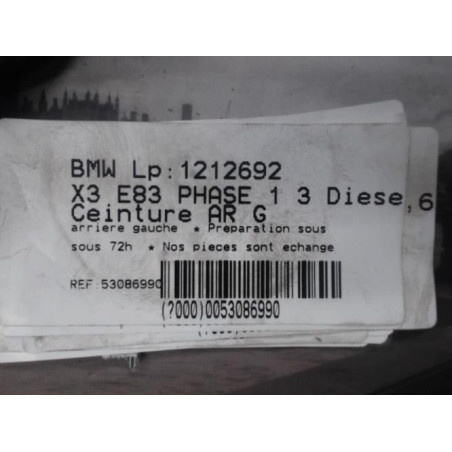 BMW Lp:1212692
X3 E83 PHASE 1 3 Diese,6
Ceinture AR G
arriere gauche * Preparation sous
sous 72h * Nos pieces sont echange
REF:53086990
(?000)0053086990